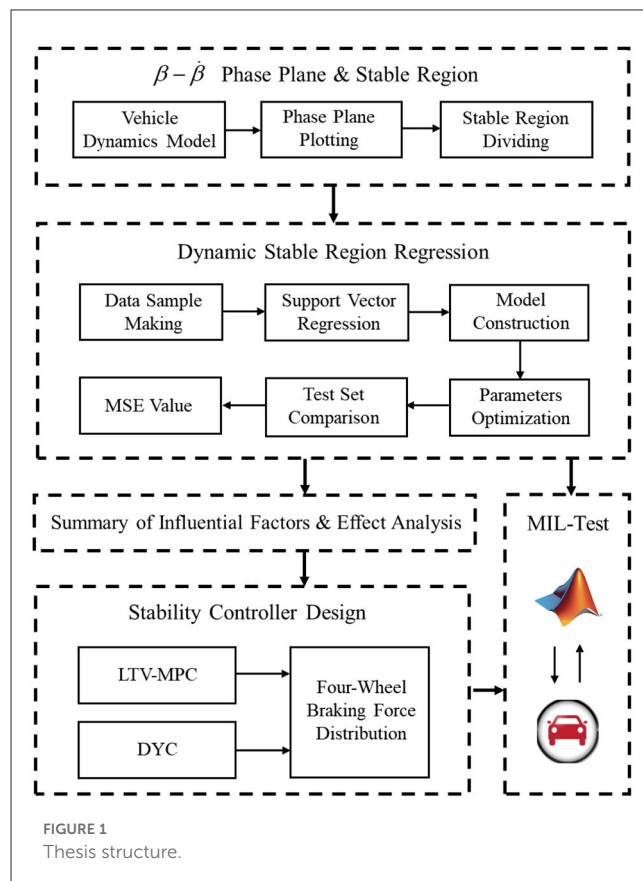 β − β̇ Phase Plane & Stable Region
Vehicle
Dynamics Model
Phase Plane
Plotting
Stable Region
Dividing
Dynamic Stable Region Regression
Data Sample
Making
Support Vector
Regression
Model
Construction
MSE Value
Test Set
Comparison
Parameters
Optimization
Summary of Influential Factors & Effect Analysis
MIL-Test
Stability Controller Design
LTV-MPC
DYC
Four-Wheel
Braking Force
Distribution
FIGURE 1
Thesis structure.